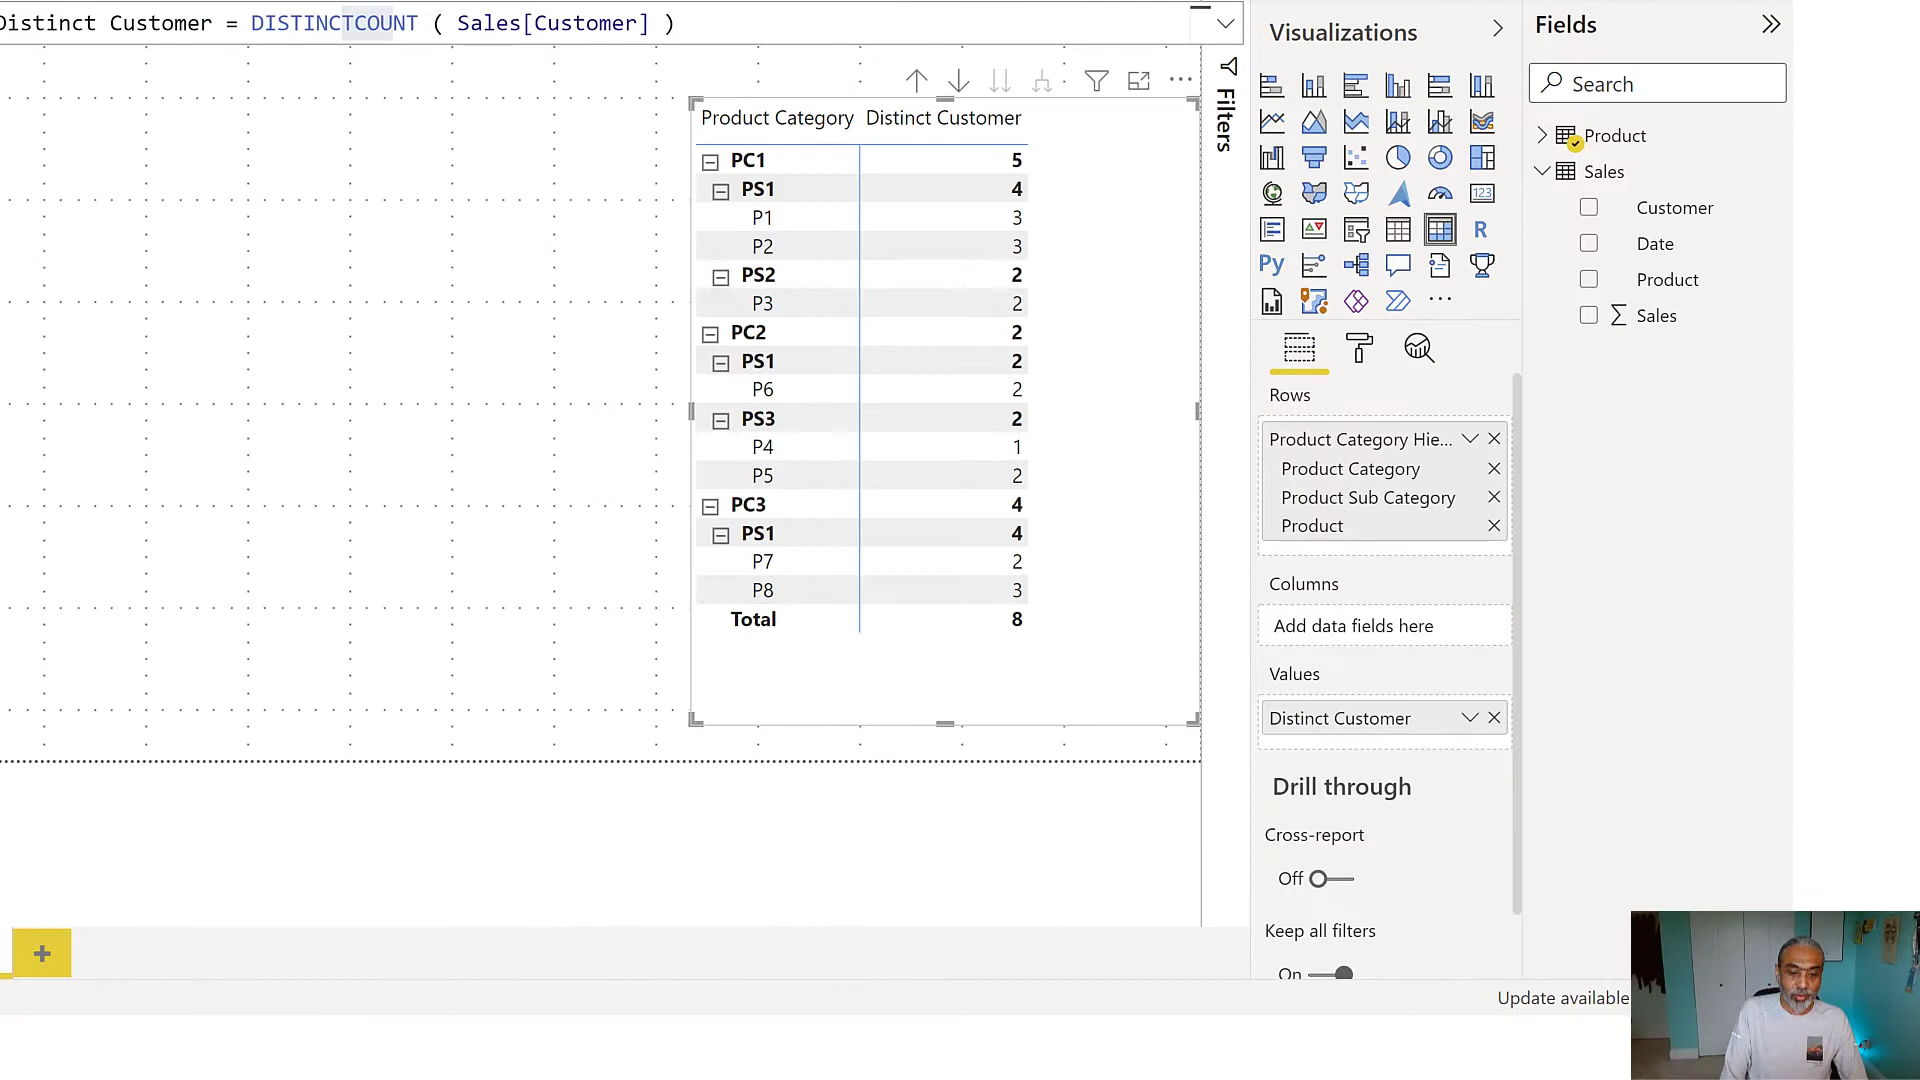 Distinct Customer = DISTINCTCOUNT ( Sales[Customer] )
Product Category Distinct Customer
PC1 5
PS1 4
P1 3
P2 3
PS2 2
P3 2
PC2 2
PS1 2
P6 2
PS3 2
P4 1
P5 2
PC3 4
PS1 4
P7 2
P8 3
Total 8
Filters
Visualizations
123
R
Py
Rows
Product Category Hie...
Product Category
Product Sub Category
Product
Columns
Add data fields here
Values
Distinct Customer
Drill through
Cross-report
Off
Keep all filters
On
Fields
Search
Product
Sales
Customer
Date
Product
Σ Sales
Update available